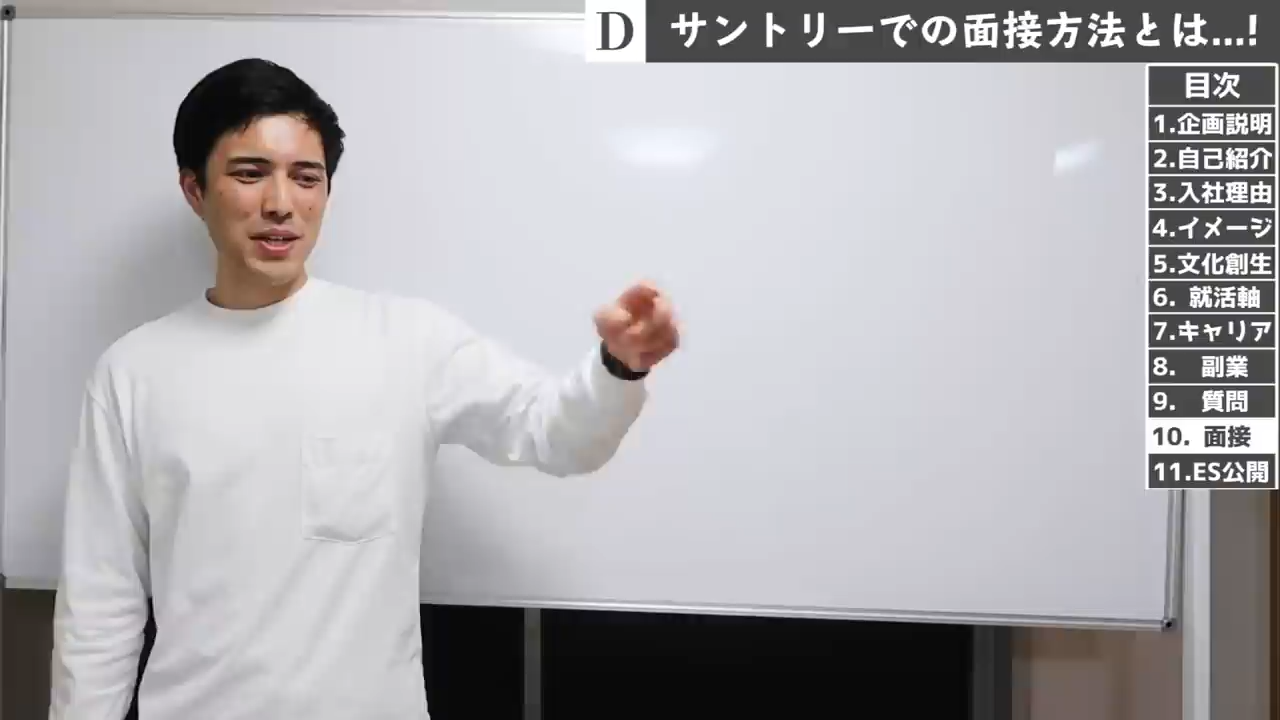 D サントリーでの面接方法とは...!
目次
1.企画説明
2.自己紹介
3.入社理由
4.イメージ
5.文化創生
6. 就活軸
7.キャリア
8. 副業
9. 質問
10. 面接
11.ES公開